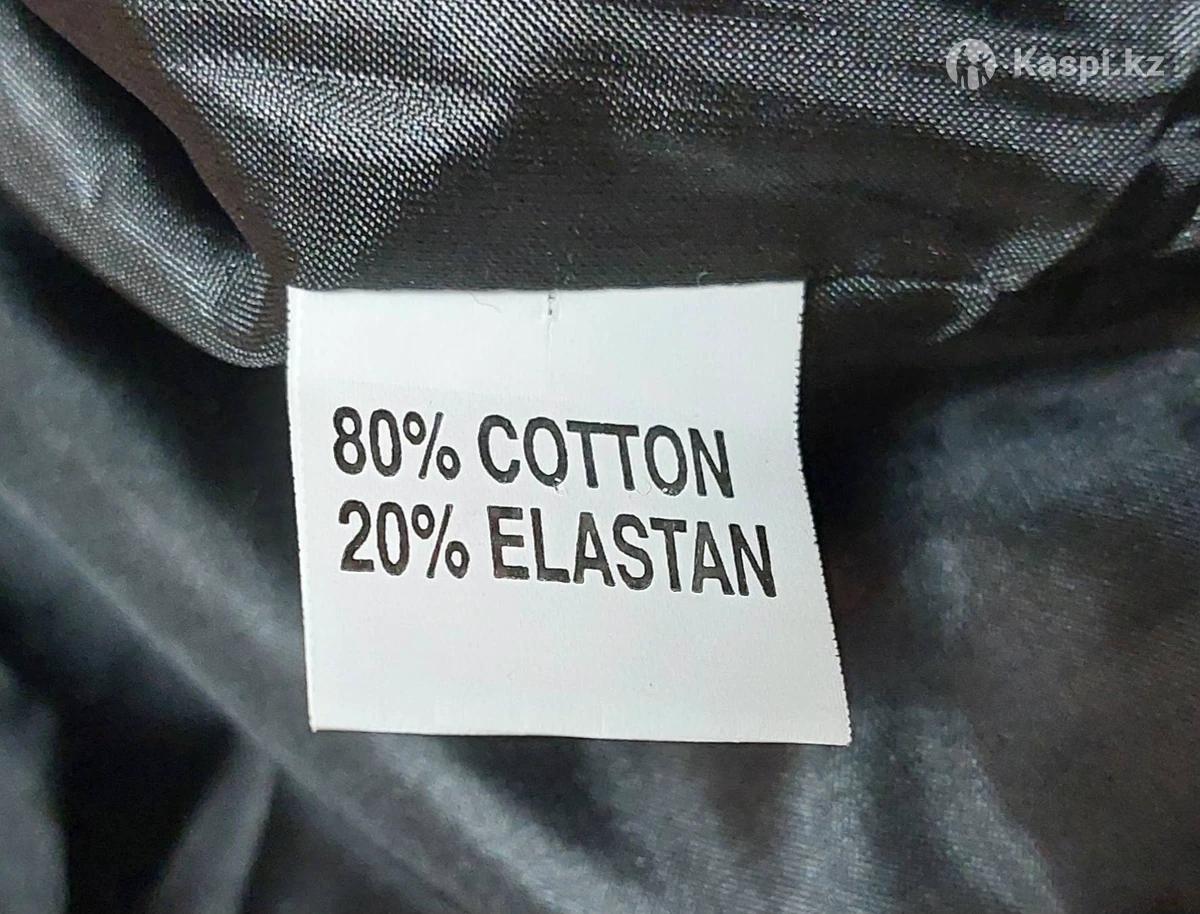 Kaspi.kz
80% COTTON
20% ELASTAN